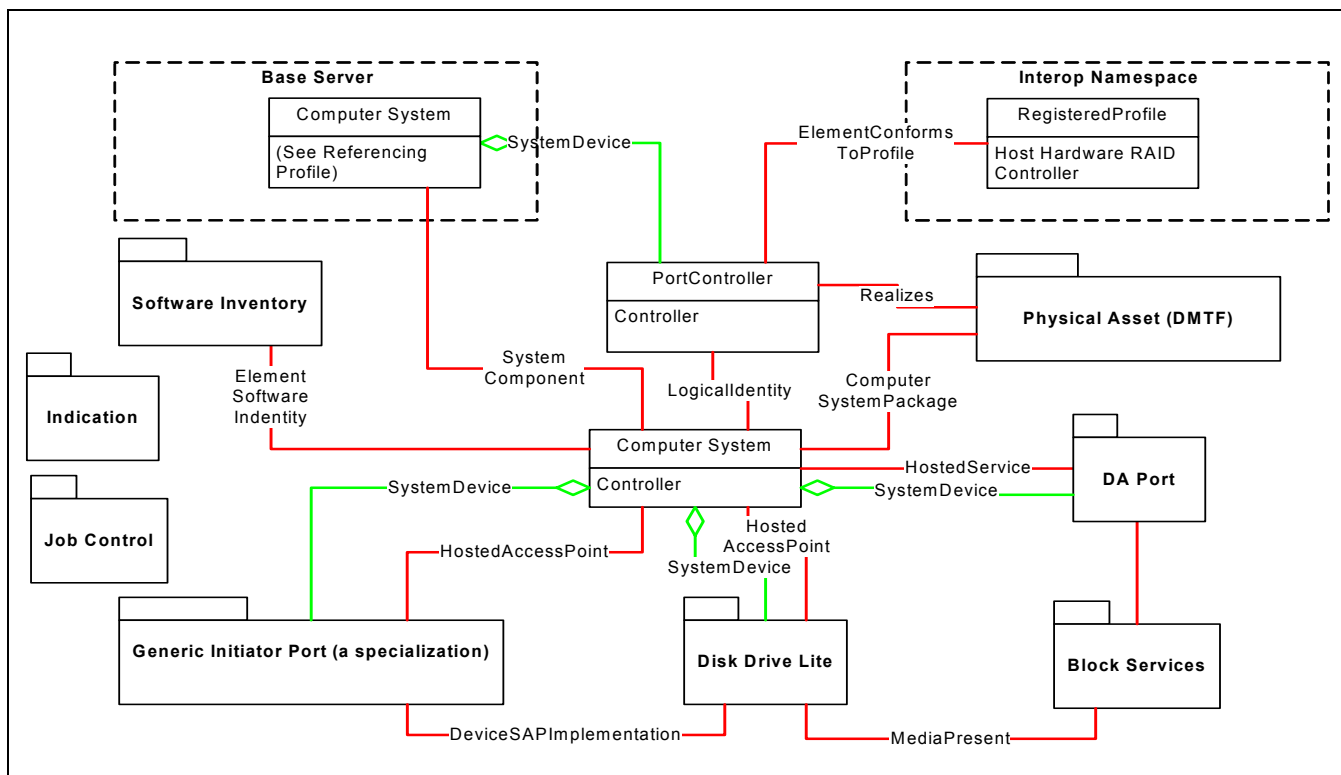 Base Server
Computer System
(See Referencing
Profile)
SystemDevice
ElementConforms
ToProfile
Interop Namespace
RegisteredProfile
Host Hardware RAID
Controller
Software Inventory
PortController
Controller
Realizes
Physical Asset (DMTF)
Element
Software
Indentity
System
Component
LogicalIdentity
Computer
SystemPackage
Indication
Computer System
Controller
HostedService
SystemDevice
DA Port
SystemDevice
Job Control
HostedAccessPoint
Hosted
AccessPoint
SystemDevice
Generic Initiator Port (a specialization)
Disk Drive Lite
Block Services
DeviceSAPImplementation
MediaPresent